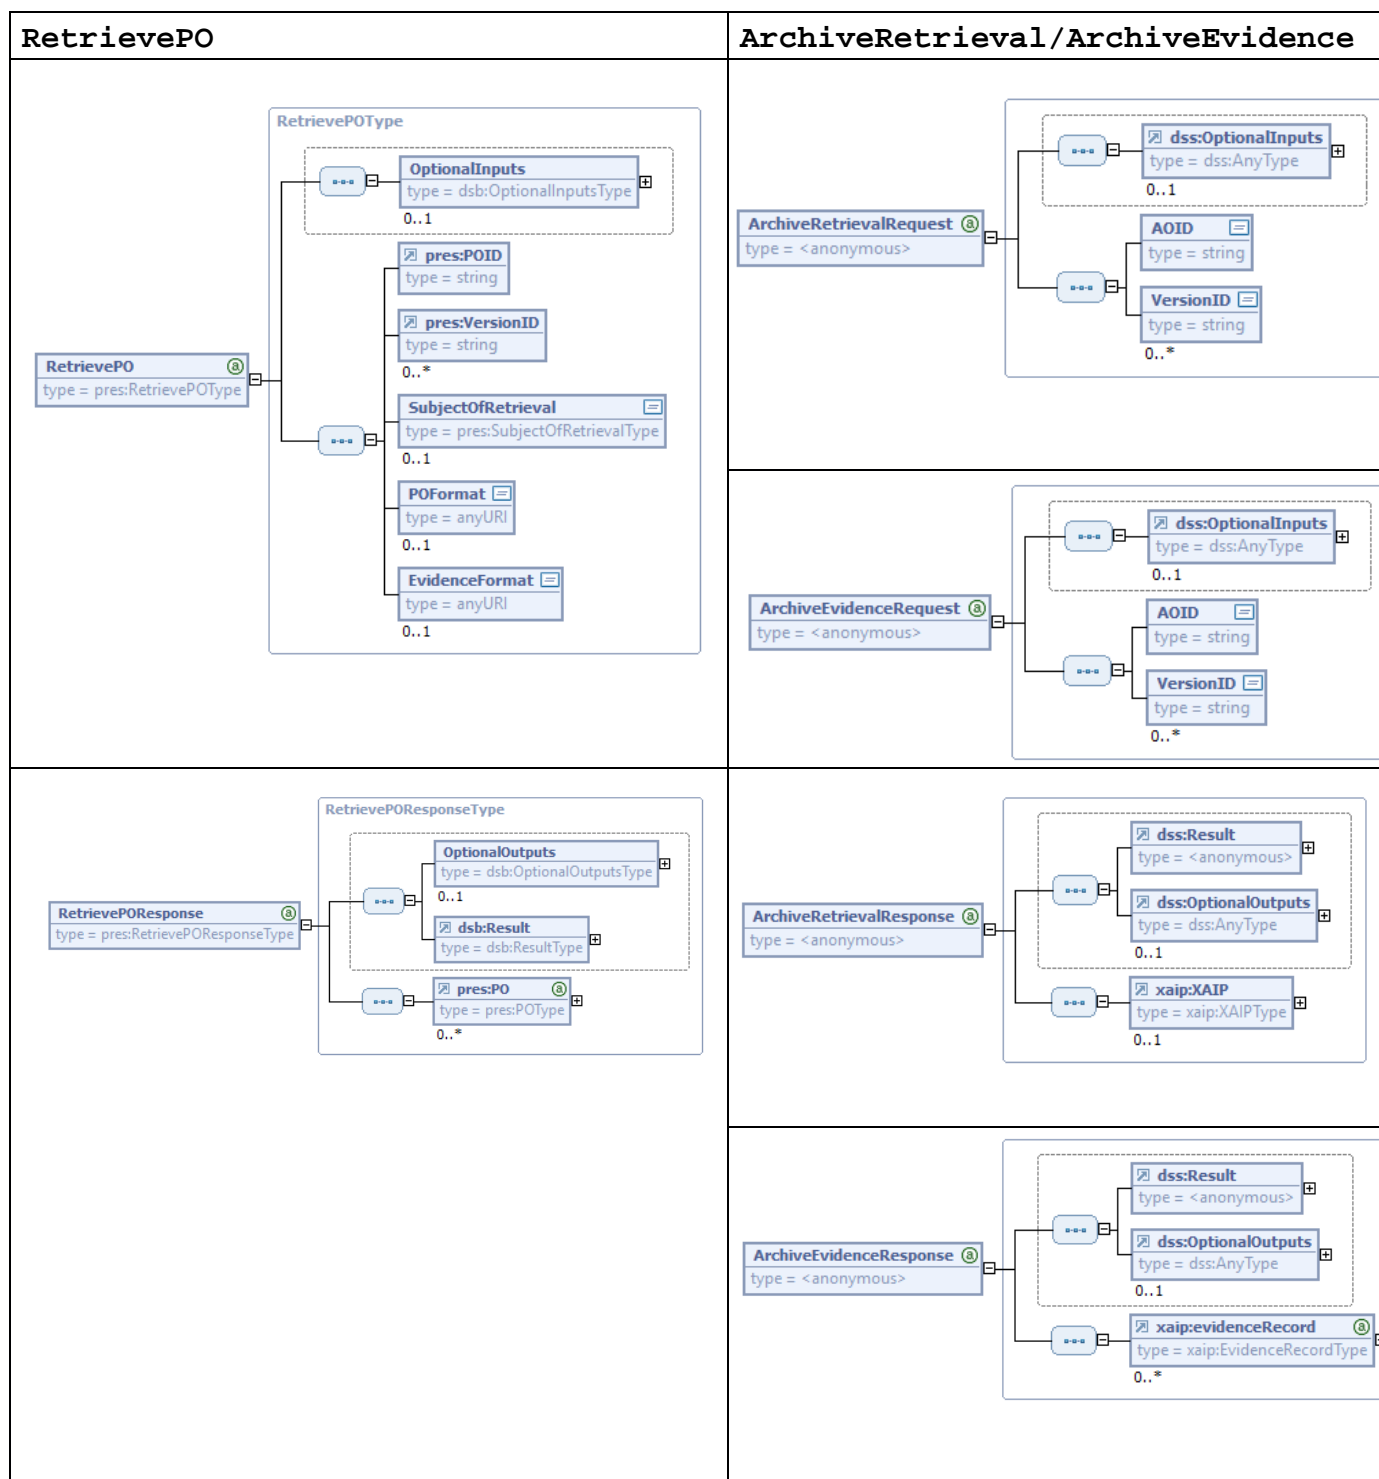 RetrievePO
ArchiveRetrieval/ArchiveEvidence
RetrievePOType
OptionalInputs
type = dsb:OptionalInputsType
0..1
pres:POID
type = string
pres:VersionID
type = string
0..*
RetrievePO
type = pres:RetrievePOType
SubjectOfRetrieval
type = pres:SubjectOfRetrievalType
0..1
POFormat
type = anyURI
0..1
EvidenceFormat
type = anyURI
0..1
dss:OptionalInputs
type = dss:AnyType
0..1
ArchiveRetrievalRequest
type = <anonymous>
AOID
type = string
VersionID
type = string
0..*
dss:OptionalInputs
type = dss:AnyType
0..1
ArchiveEvidenceRequest
type = <anonymous>
AOID
type = string
VersionID
type = string
0..*
RetrievePOResponseType
OptionalOutputs
type = dsb:OptionalOutputsType
0..1
RetrievePOResponse
type = pres:RetrievePOResponseType
dsb:Result
type = dsb:ResultType
pres:PO
type = pres:POType
0..*
dss:Result
type = <anonymous>
dss:OptionalOutputs
type = dss:AnyType
0..1
ArchiveRetrievalResponse
type = <anonymous>
xaip:XAIP
type = xaip:XAIPType
0..1
dss:Result
type = <anonymous>
dss:OptionalOutputs
type = dss:AnyType
0..1
ArchiveEvidenceResponse
type = <anonymous>
xaip:evidenceRecord
type = xaip:EvidenceRecordType
0..*